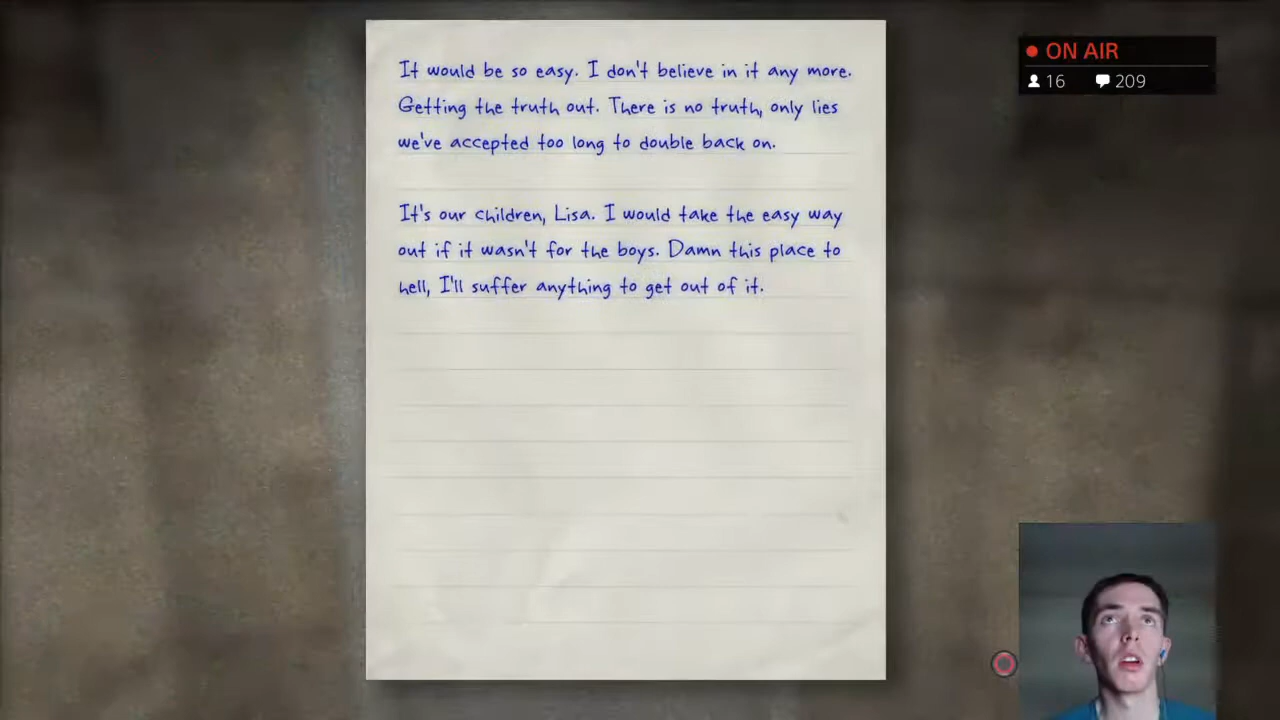 It would be so easy. I don't believe in it any more.
Getting the truth out. There is no truth, only lies
we've accepted too long to double back on.
It's our children, Lisa. I would take the easy way
out if it wasn't for the boys. Damn this place to
hell, I'll suffer anything to get out of it.
ON AIR
16 209